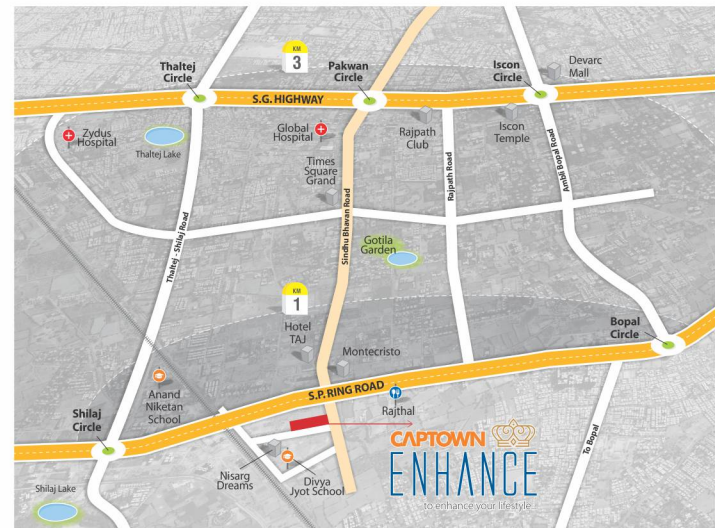 KM
3
Thaltej
Circle
Pakwan
Circle
Iscon
Circle
Devarc
Mall
S.G. HIGHWAY
Zydus
Hospital
Thaltej Lake
Global
Hospital
Rajpath
Club
Iscon
Temple
Times
Square
Grand
Rajpath Road
Ambli Bopal Road
Sindhu Bhavan Road
Thaltej - Shilaj Road
Gotila
Garden
KM
1
Hotel
TAJ
Montecristo
Bopal
Circle
S.P. RING ROAD
Anand
Niketan
School
Rajthal
Shilaj
Circle
CAPTOWN
ENHANCE
to enhance your lifestyle...
To Bopal
Nisarg
Dreams
Divya
Jyot School
Shilaj Lake